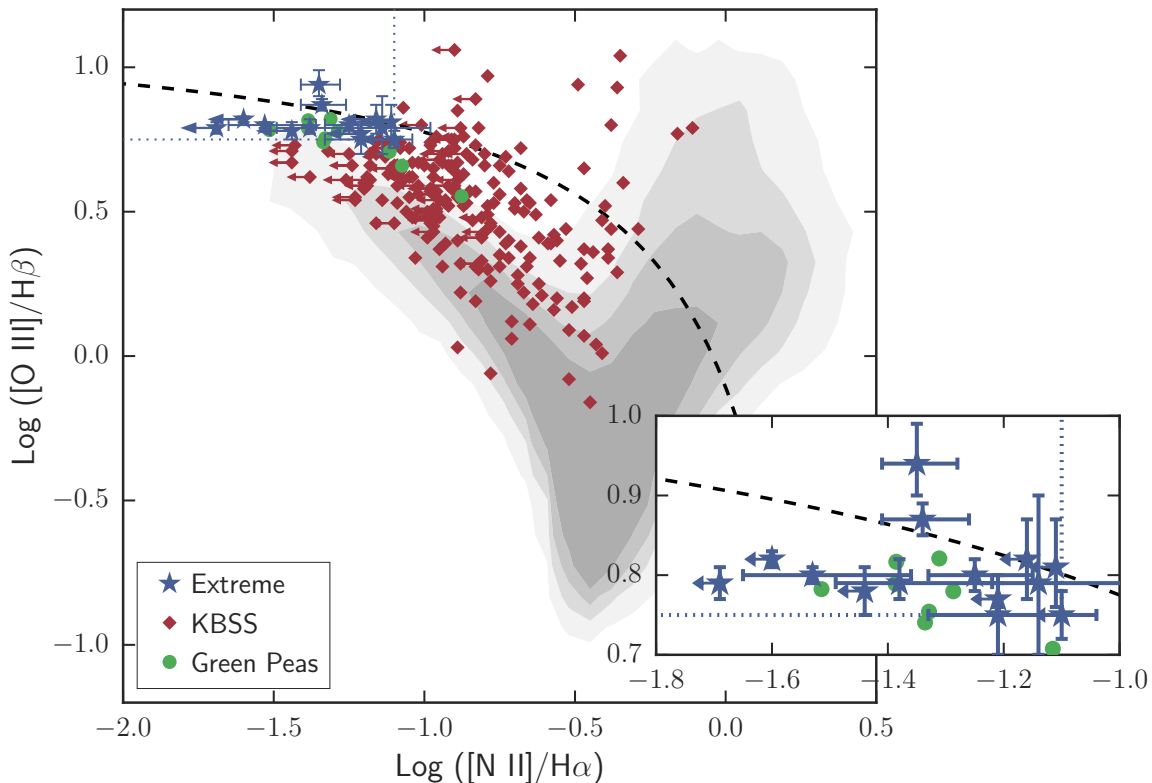 1.0
0.5
0.0
−0.5
−1.0
Log ([O III]/Hβ)
Extreme
KBSS
Green Peas
1.0
0.9
0.8
0.7
−1.8 −1.6 −1.4 −1.2 −1.0
−2.0 −1.5 −1.0 −0.5 0.0 0.5
Log ([N II]/Hα)